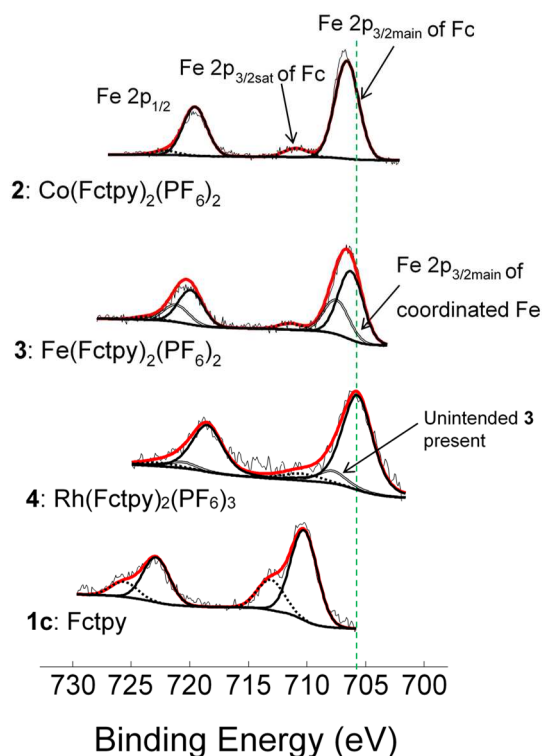 Fe 2p3/2main of Fc
Fe 2p3/2sat of Fc
Fe 2p1/2
2: Co(Fctpy)2(PF6)2
Fe 2p3/2main of
coordinated Fe
3: Fe(Fctpy)2(PF6)2
Unintended 3
present
4: Rh(Fctpy)2(PF6)3
1c: Fctpy
730 725 720 715 710 705 700
Binding Energy (eV)